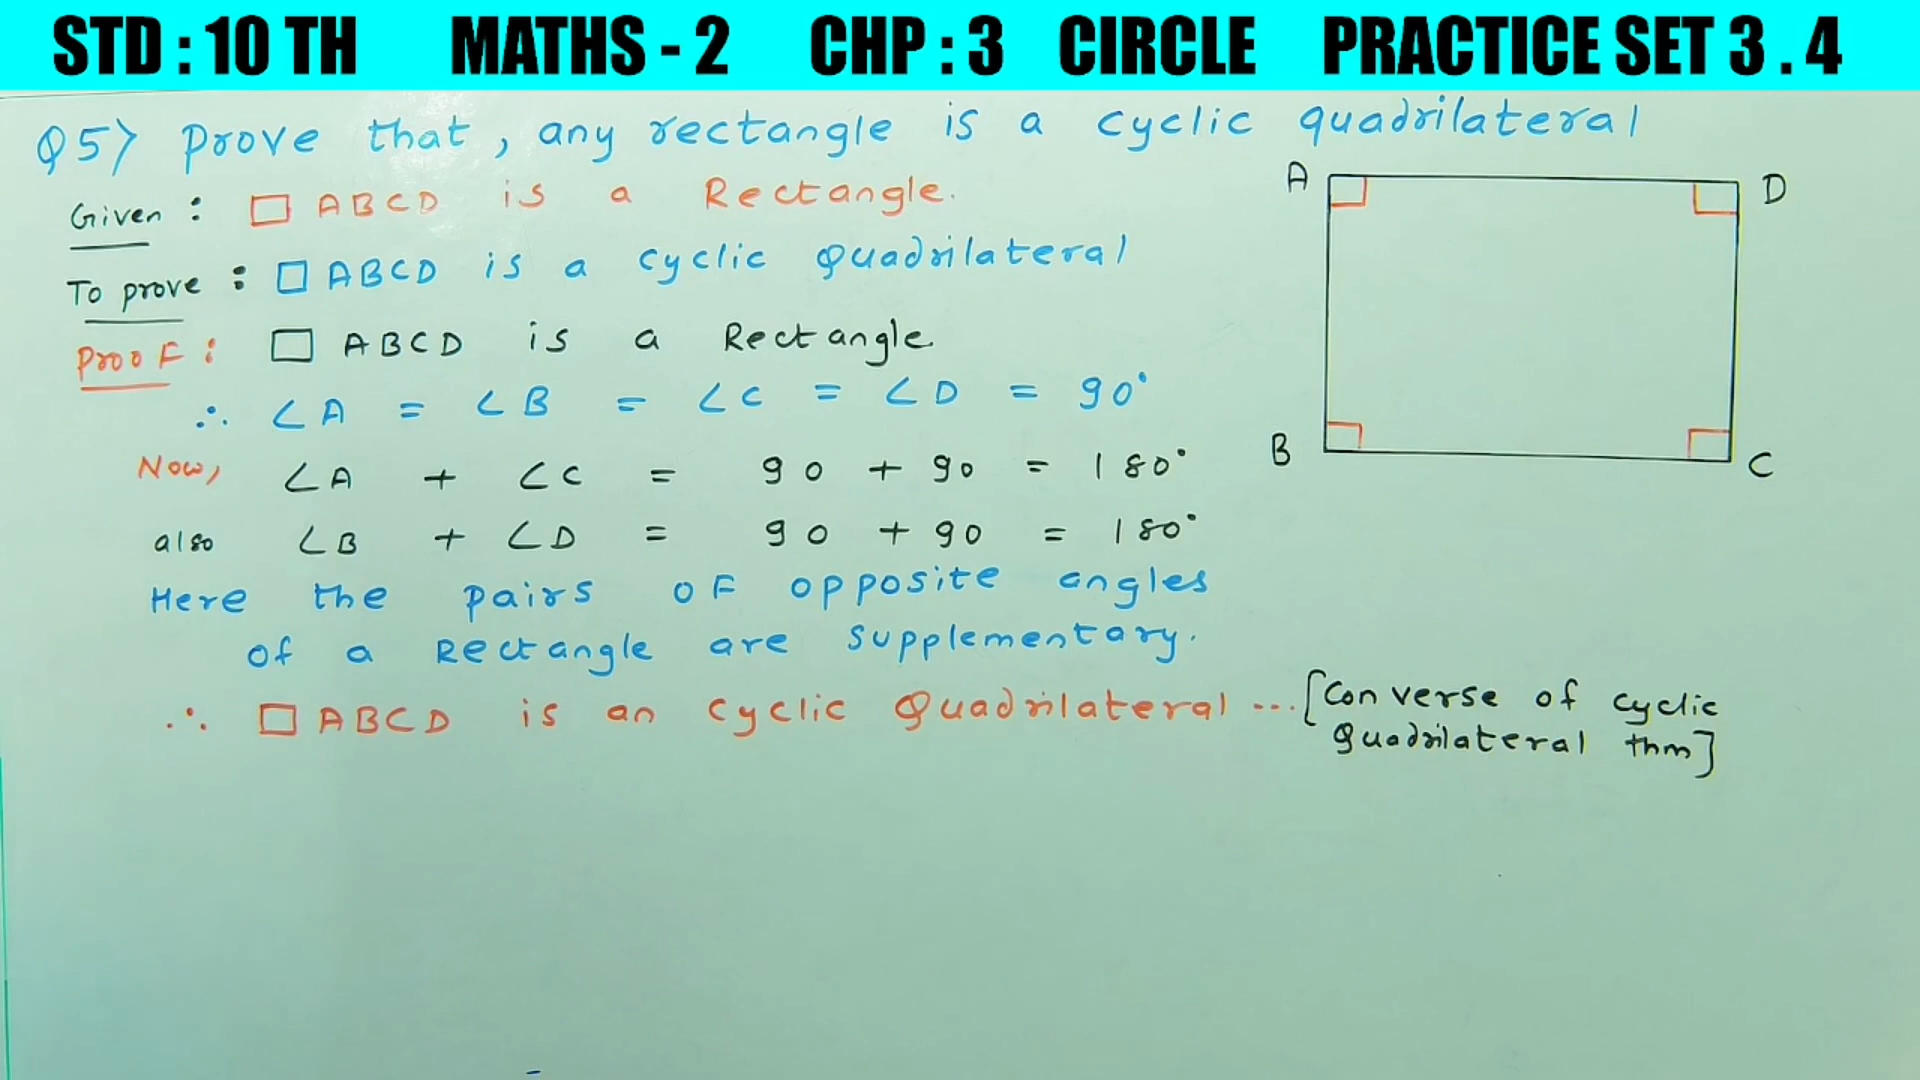 STD : 10 TH MATHS - 2 CHP : 3 CIRCLE PRACTICE SET 3 . 4
Q5> Prove that, any rectangle is a cyclic quadrilateral
Given : □ ABCD is a Rectangle.
To prove : □ ABCD is a cyclic Quadrilateral
Proof : □ ABCD is a Rectangle.
∴ ∠A = ∠B = ∠C = ∠D = 90°
Now, ∠A + ∠C = 90 + 90 = 180°
also ∠B + ∠D = 90 + 90 = 180°
Here the pairs of opposite angles
of a Rectangle are supplementary.
∴ □ ABCD is an cyclic Quadrilateral ... [Converse of cyclic
Quadrilateral thm]
A
D
B
C